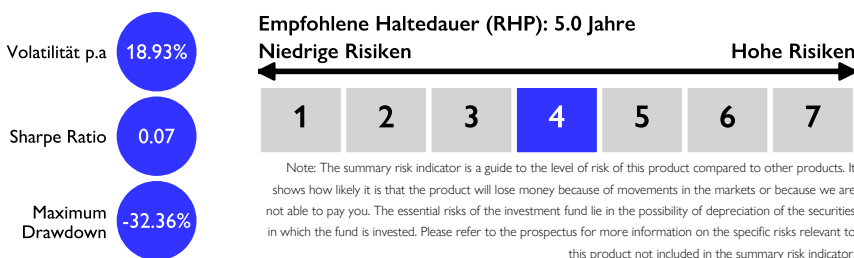 Volatilität p.a
18.93%
Sharpe Ratio
0.07
Maximum
Drawdown
-32.36%
Empfohlene Haltedauer (RHP): 5.0 Jahre
Niedrige Risiken
Hohe Risiken
1 2 3 4 5 6 7
Note: The summary risk indicator is a guide to the level of risk of this product compared to other products. It
shows how likely it is that the product will lose money because of movements in the markets or because we are
not able to pay you. The essential risks of the investment fund lie in the possibility of depreciation of the securities
in which the fund is invested. Please refer to the prospectus for more information on the specific risks relevant to
this product not included in the summary risk indicator.